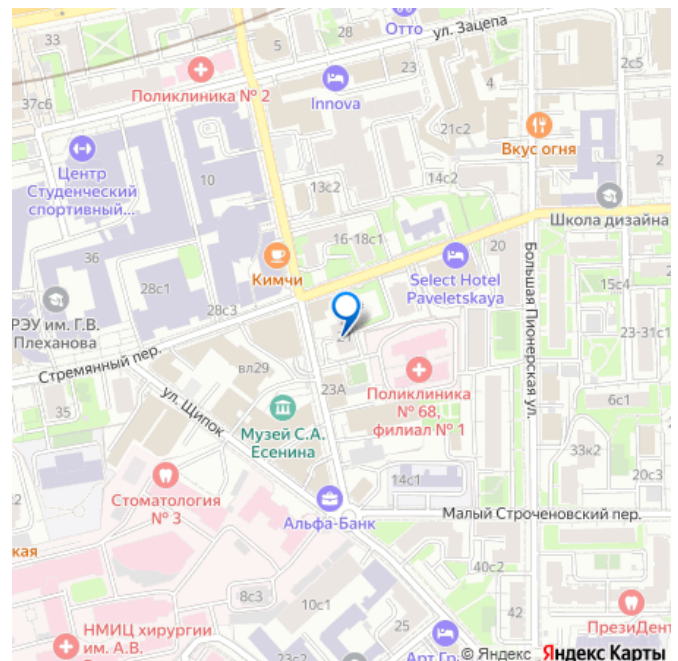 33
5
28
Отто
ул. Зацепа
23
4
2с5
37с6
Поликлиника № 2
Innova
21с2
Вкус огня
2
Центр
Студенческий
спортивный...
10
13с2
14с2
Школа дизайна
36
16-18с1
20
Кимчи
Select Hotel
Paveletskaya
Большая Пионерская ул.
15с4
28с1
28с3
РЭУ им. Г.В.
Плеханова
Стремянный пер.
23-31с1
вл29
23А
Поликлиника
№ 68,
филиал № 1
6с1
35
ул. Щипок
Музей С.А.
Есенина
33к2
20с3
14с1
Стоматология
№ 3
Альфа-Банк
Малый Строченовский пер.
кая
40с2
8с3
10с1
42
25
ПрезиДент
НМИЦ хирургии
им. А.В.
Арт Гр
© Яндекс Яндекс Карты